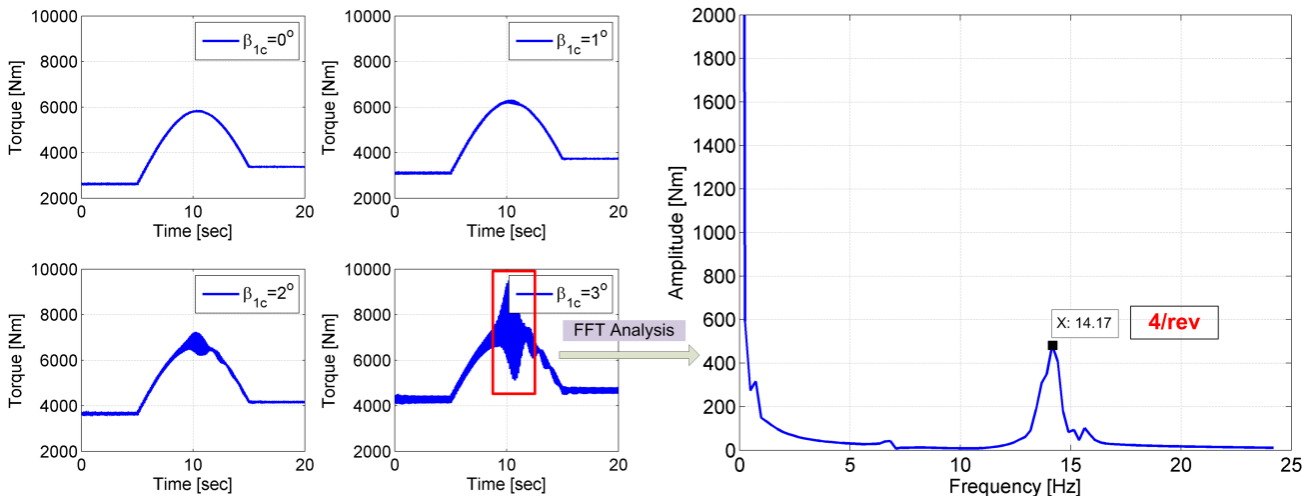 Torque [Nm]
10000
8000
6000
4000
2000
0
10
20
Time [sec]
β1c=0°
Torque [Nm]
10000
8000
6000
4000
2000
0
10
20
Time [sec]
β1c=1°
Torque [Nm]
10000
8000
6000
4000
2000
0
10
20
Time [sec]
β1c=2°
Torque [Nm]
10000
8000
6000
4000
2000
0
10
20
Time [sec]
β1c=3°
FFT Analysis
Amplitude [Nm]
2000
1800
1600
1400
1200
1000
800
600
400
200
0
X: 14.17
4/rev
0
5
10
15
20
25
Frequency [Hz]